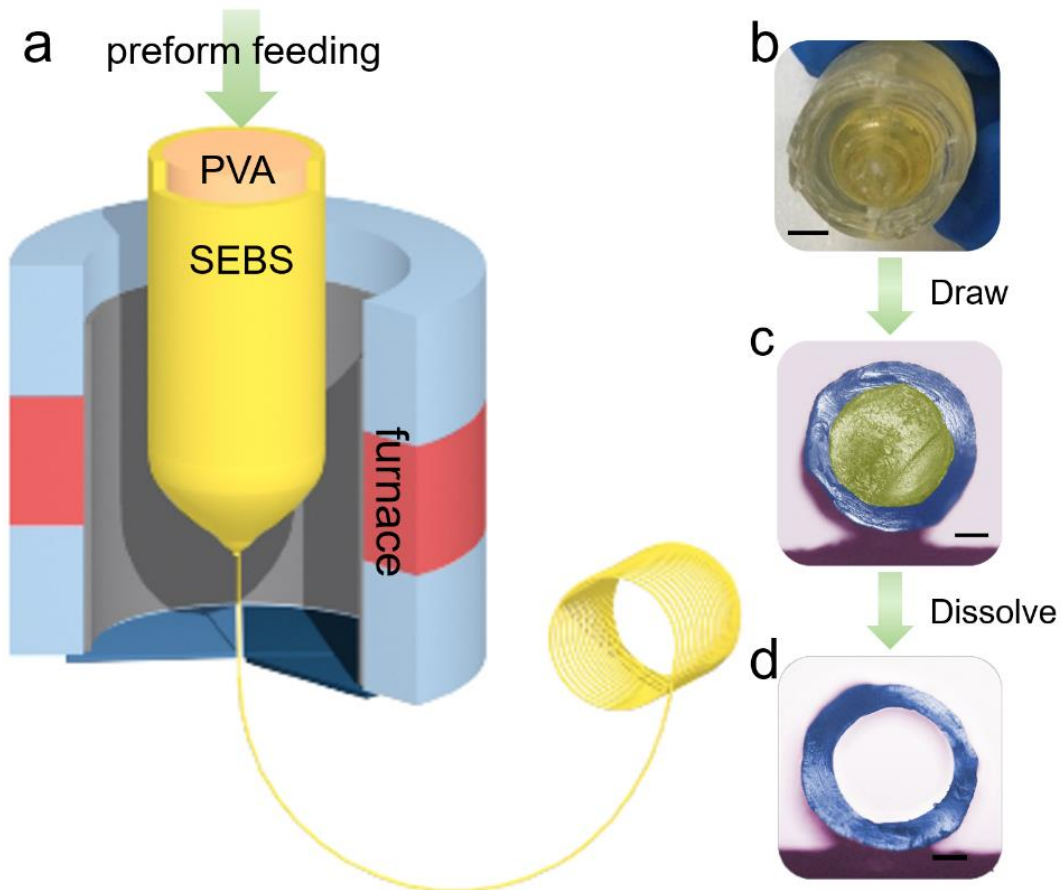 a
preform feeding
PVA
SEBS
furnace
b
Draw
c
Dissolve
d